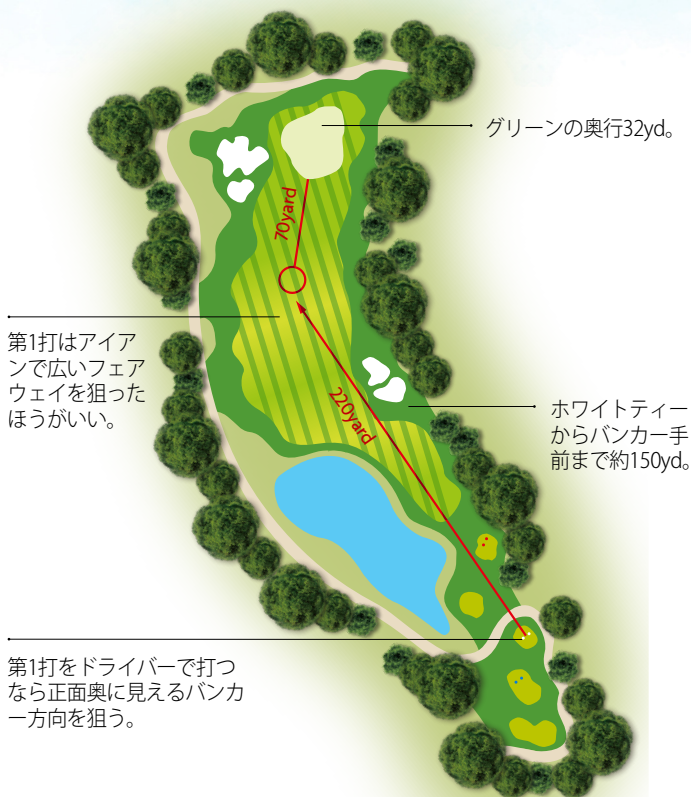 グリーンの奥行32yd。
70yard
第1打はアイア
ンで広いフェア
ウェイを狙った
ほうがいい。
220yard
ホワイトティー
からバンカー手
前まで約150yd。
第1打をドライバーで打つ
なら正面奥に見えるバンカ
ー方向を狙う。